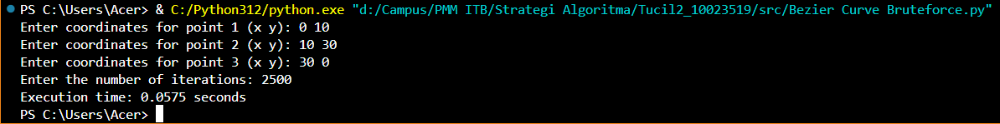 PS C:\Users\Acer> & C:/Python312/python.exe "d:/Campus/PMM ITB/Strategi Algoritma/Tucil2_10023519/src/Bezier Curve Bruteforce.py"
Enter coordinates for point 1 (x y): 0 10
Enter coordinates for point 2 (x y): 10 30
Enter coordinates for point 3 (x y): 30 0
Enter the number of iterations: 2500
Execution time: 0.0575 seconds
PS C:\Users\Acer>